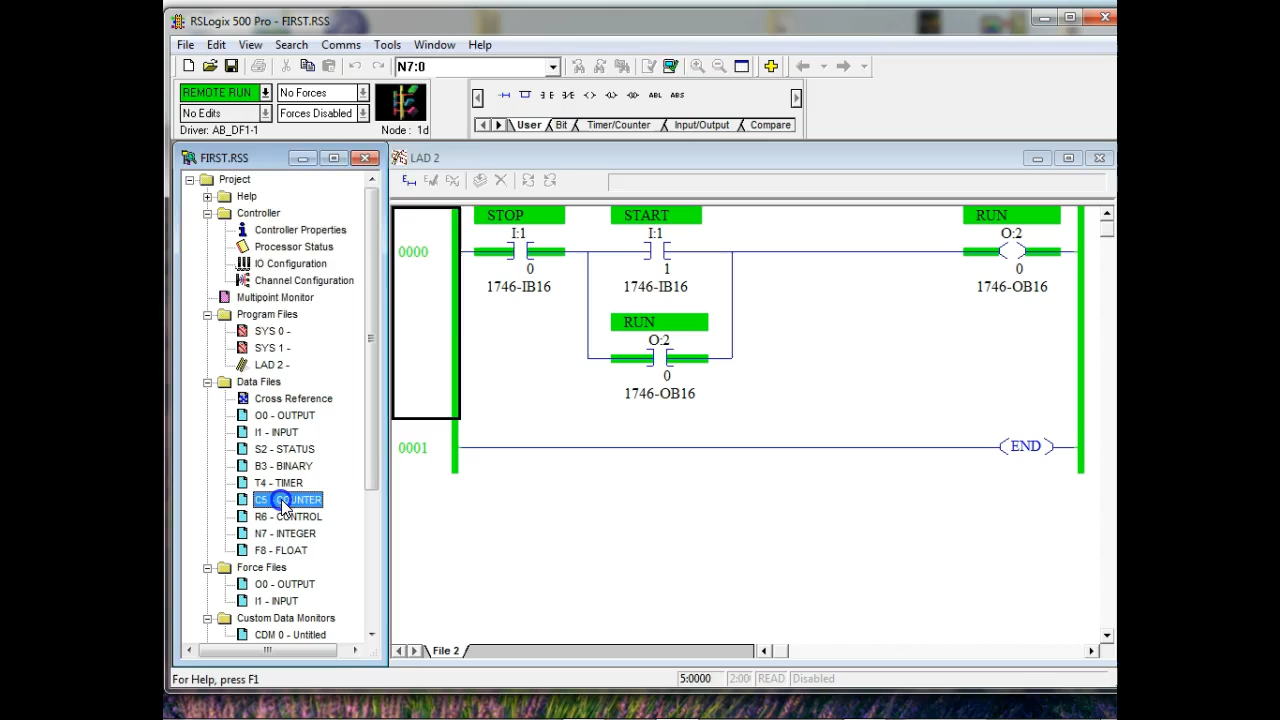 RSLogix 500 Pro - FIRST.RSS
File Edit View Search Comms Tools Window Help
N7:0
REMOTE RUN No Forces
No Edits Forces Disabled
Driver: AB_DF1-1 Node : 1d
ABL ABS
User Bit Timer/Counter Input/Output Compare
FIRST.RSS
Project
Help
Controller
Controller Properties
Processor Status
IO Configuration
Channel Configuration
Multipoint Monitor
Program Files
SYS 0 -
SYS 1 -
LAD 2 -
Data Files
Cross Reference
O0 - OUTPUT
I1 - INPUT
S2 - STATUS
B3 - BINARY
T4 - TIMER
C5 - COUNTER
R6 - CONTROL
N7 - INTEGER
F8 - FLOAT
Force Files
O0 - OUTPUT
I1 - INPUT
Custom Data Monitors
CDM 0 - Untitled
LAD 2
STOP START RUN
I:1 I:1 O:2
0000
0 1 0
1746-IB16 1746-IB16 1746-OB16
RUN
O:2
0
1746-OB16
0001 END
File 2
For Help, press F1 5:0000 2:00 READ Disabled